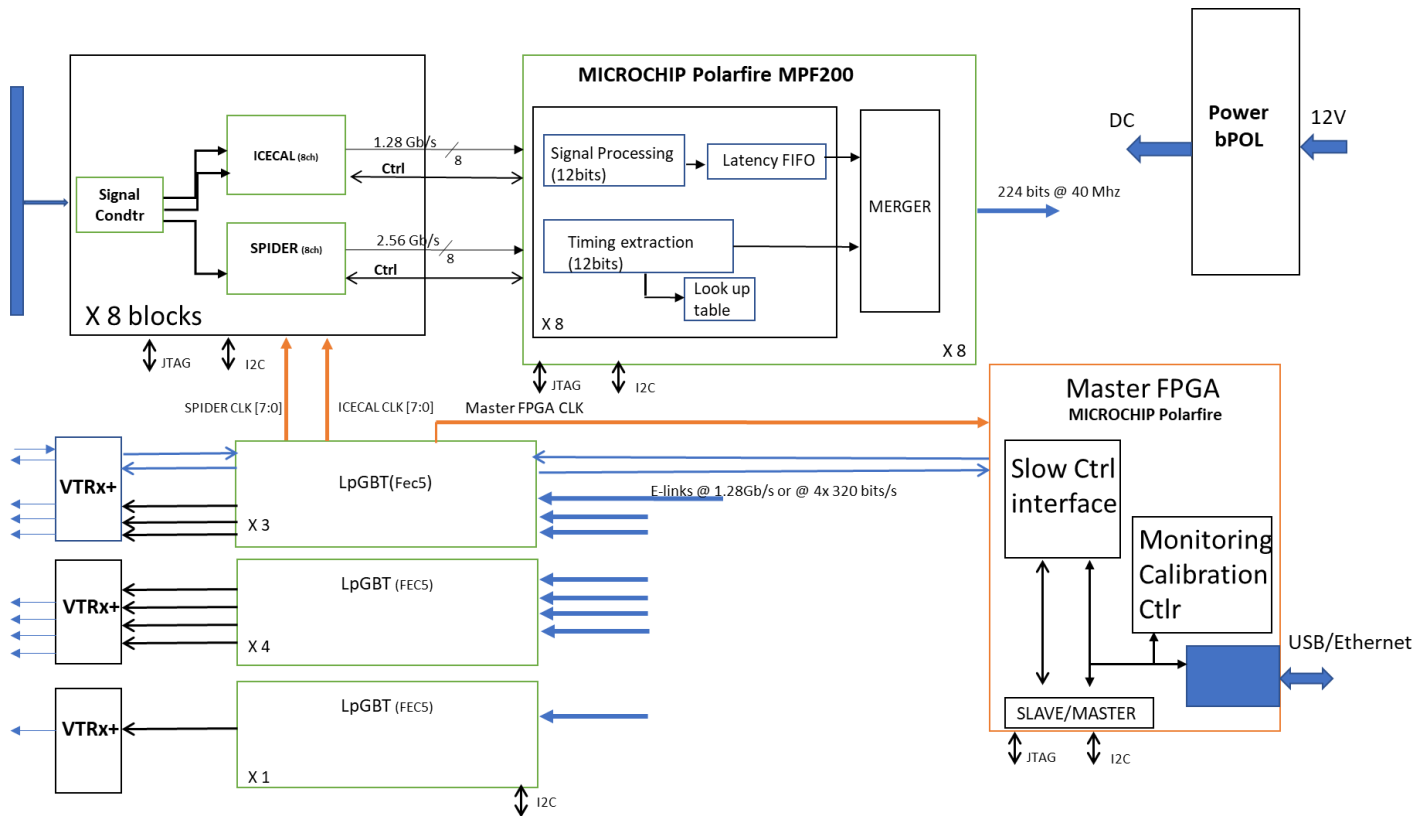 MICROCHIP Polarfire MPF200
Power
bPOL
DC
12V
ICECAL (8ch)
1.28 Gb/s
8
Ctrl
Signal
Condtr
SPIDER (8ch)
2.56 Gb/s
8
Ctrl
X 8 blocks
Signal Processing
(12bits)
Latency FIFO
MERGER
Timing extraction
(12bits)
Look up
table
X 8
X 8
224 bits @ 40 Mhz
JTAG
I2C
JTAG
I2C
SPIDER CLK [7:0]
ICECAL CLK [7:0]
Master FPGA CLK
Master FPGA
MICROCHIP Polarfire
VTRx+
LpGBT(Fec5)
X 3
E-links @ 1.28Gb/s or @ 4x 320 bits/s
Slow Ctrl
interface
Monitoring
Calibration
Ctlr
USB/Ethernet
SLAVE/MASTER
JTAG
I2C
VTRx+
LpGBT (FEC5)
X 4
VTRx+
LpGBT (FEC5)
X 1
I2C